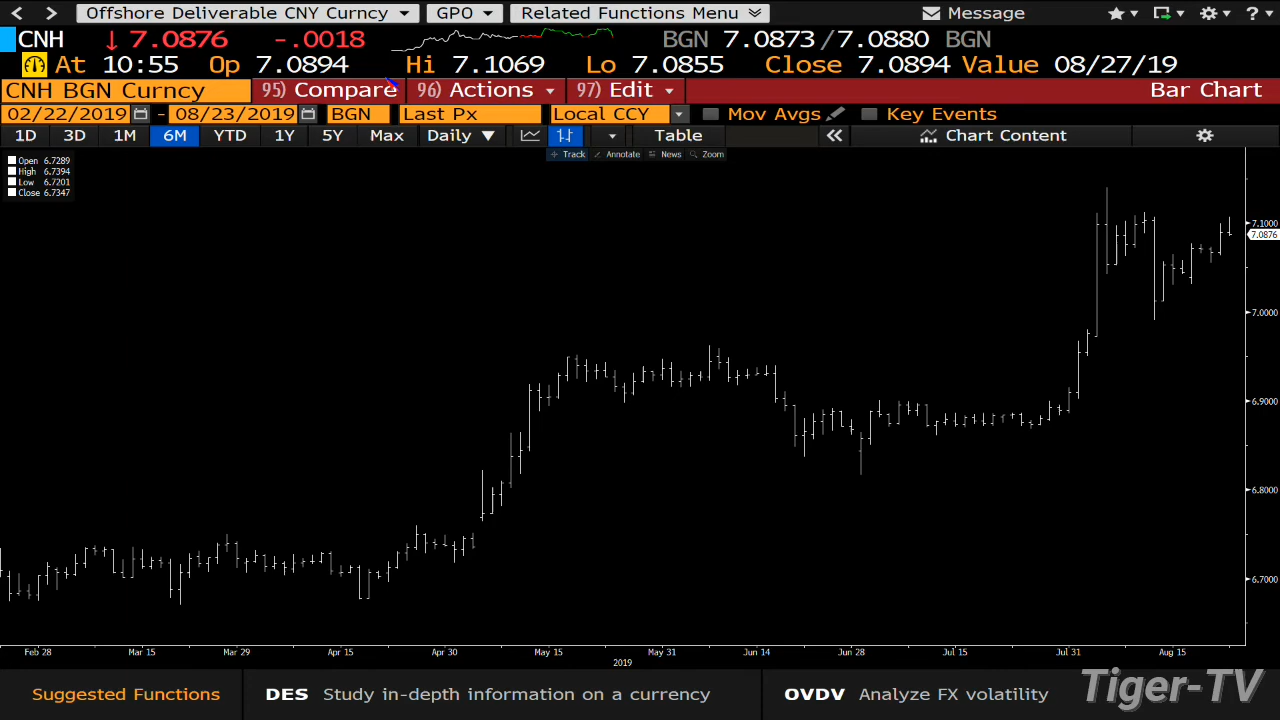 Offshore Deliverable CNY Curncy GPO Related Functions Menu Message ?
CNH 7.0876 -.0018 BGN 7.0873/7.0880 BGN
At 10:55 Op 7.0894 Hi 7.1069 Lo 7.0855 Close 7.0894 Value 08/27/19
CNH BGN Curncy 95) Compare 96) Actions 97) Edit Bar Chart
02/22/2019 - 08/23/2019 BGN Last Px Local CCY Mov Avgs Key Events
1D 3D 1M 6M YTD 1Y 5Y Max Daily Table Chart Content
Track Annotate News Zoom
Open 6.7289
High 6.7394
Low 6.7201
Close 6.7347
7.1000
7.0876
7.0000
6.9000
6.8000
6.7000
Feb 28 Mar 15 Mar 29 Apr 15 Apr 30 May 15 May 31 Jun 14 Jun 28 Jul 15 Jul 31 Aug 15
2019
Suggested Functions DES Study in-depth information on a currency OVDV Analyze FX volatility
Tiger-TV